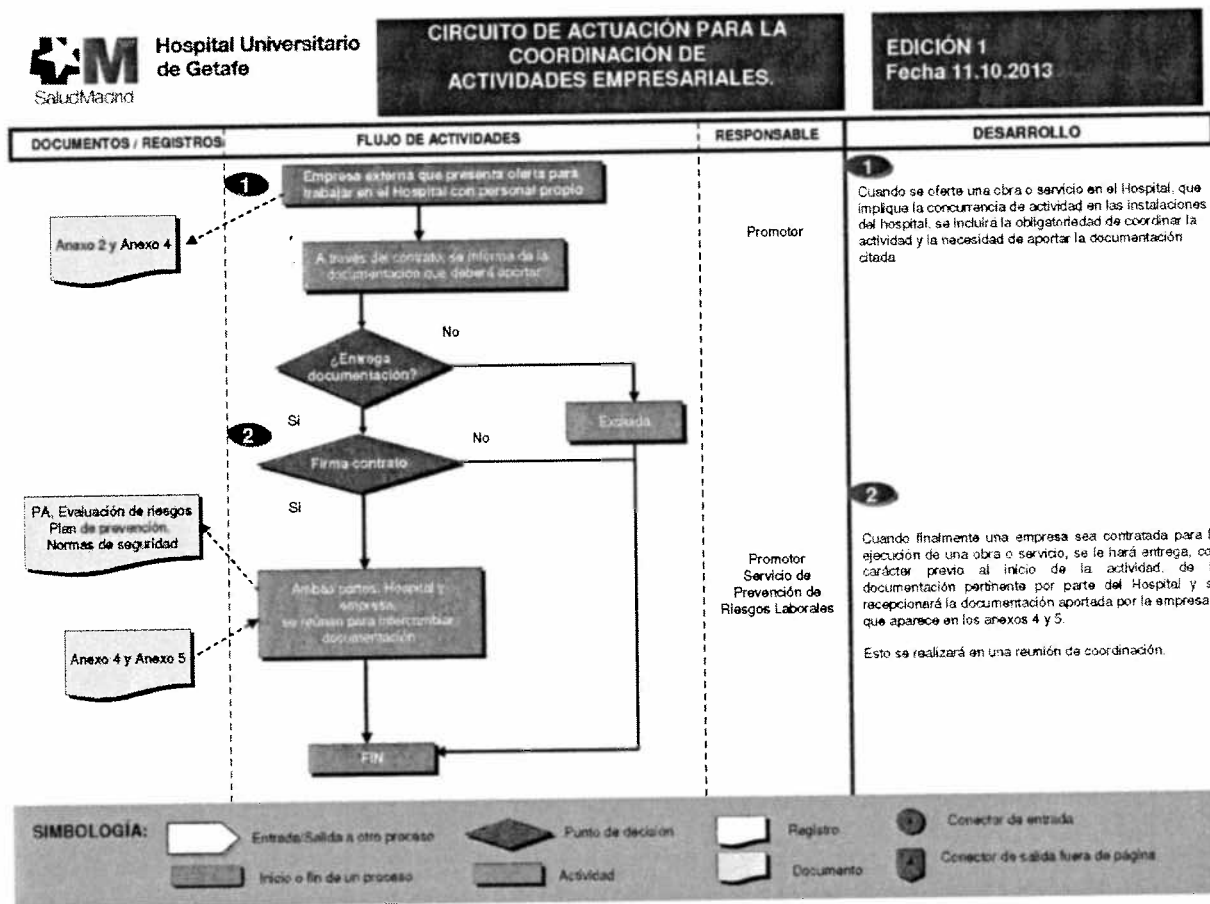 Hospital Universitario
de Getafe
SaludMadrid
CIRCUITO DE ACTUACIÓN PARA LA
COORDINACIÓN DE
ACTIVIDADES EMPRESARIALES.
EDICIÓN 1
Fecha 11.10.2013
DOCUMENTOS / REGISTROS
FLUJO DE ACTIVIDADES
RESPONSABLE
DESARROLLO
1
Empresa externa que presenta oferta para
trabajar en el Hospital con personal propio
Anexo 2 y Anexo 4
A través del contrato, se informa de la
documentación que deberá aportar
Promotor
1
Cuando se oferte una obra o servicio en el Hospital, que
implique la concurrencia de actividad en las instalaciones
del hospital, se incluirá la obligatoriedad de coordinar la
actividad y la necesidad de aportar la documentación
citada
¿Entrega
documentación?
No
Si
Excluida
2
Firma contrato
No
Si
PA, Evaluación de riesgos
Plan de prevención,
Normas de seguridad
Ambas partes, Hospital y
empresa,
se reúnen para intercambiar
documentación
Anexo 4 y Anexo 5
FIN
Promotor
Servicio de
Prevención de
Riesgos Laborales
2
Cuando finalmente una empresa sea contratada para
ejecución de una obra o servicio, se le hará entrega, co
carácter previo al inicio de la actividad, de
documentación pertinente por parte del Hospital y s
recepcionará la documentación aportada por la empresa
que aparece en los anexos 4 y 5.
Esto se realizará en una reunión de coordinación.
SIMBOLOGÍA:
Entrada/Salida a otro proceso
Punto de decisión
Registro
Conector de entrada
Inicio o fin de un proceso
Actividad
Documento
Conector de salida fuera de página